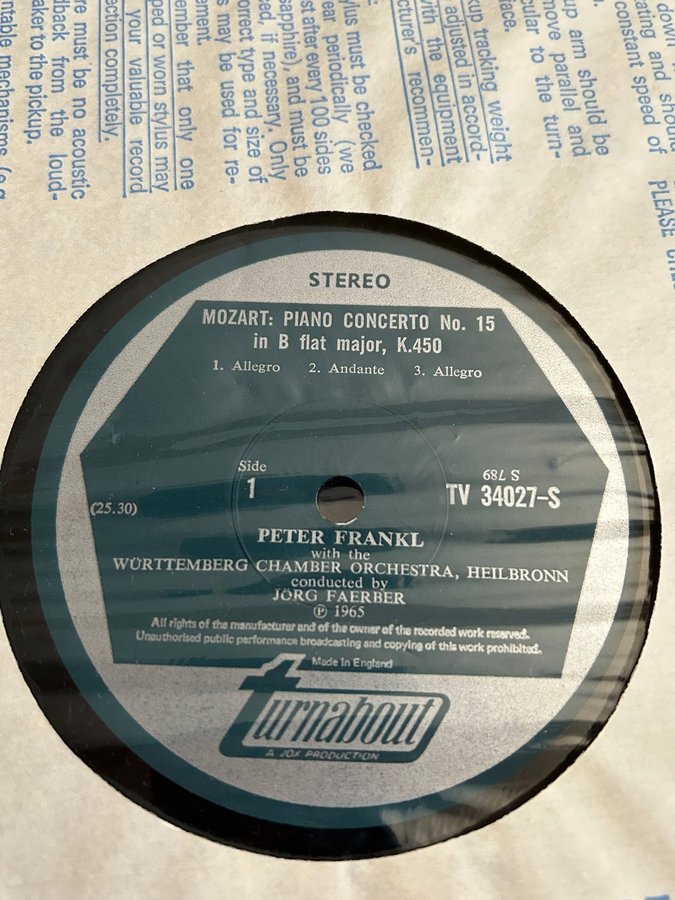 down
ating and should
constant speed of
PLEASE
up arm should be
move parallel and
cular to the turn-
face.
kup tracking weight
adjusted in accord-
with the equipment
cturer's recommen-
ylus must be checked
ear periodically (we
st after every 100 sides
sapphire), and must be
ed, if necessary. Only
orrect type and size of
s may be used for re-
ement.
ember that only one
ped or worn stylus may
your valuable record
ection completely.
re must be no acoustic
dback from the loud-
aker to the pickup.
mechanisms (e.g.
STEREO
MOZART: PIANO CONCERTO No. 15
in B flat major, K.450
1. Allegro 2. Andante 3. Allegro
Side
1
(25.30)
S 78L
TV 34027-S
PETER FRANKL
with the
WÜRTTEMBERG CHAMBER ORCHESTRA, HEILBRONN
conducted by
JÖRG FAERBER
Ⓟ 1965
All rights of the manufacturer and of the owner of the recorded work reserved.
Unauthorised public performance broadcasting and copying of this work prohibited.
Made In England
Turnabout
A VOX PRODUCTION